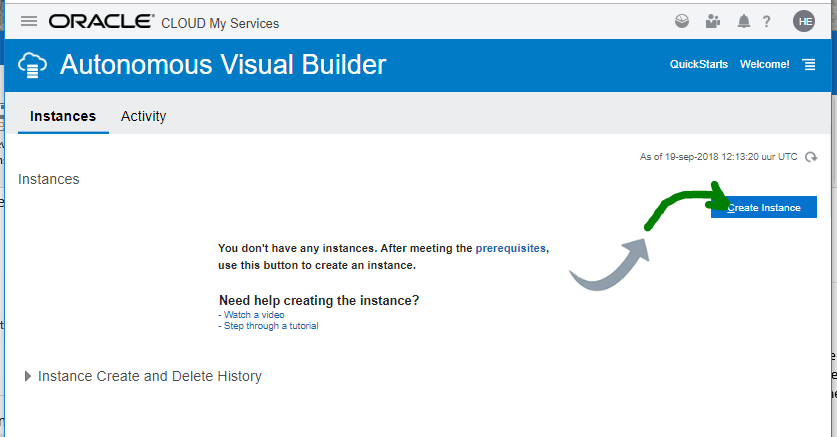 ORACLE® CLOUD My Services
? HE
Autonomous Visual Builder
QuickStarts Welcome!
Instances Activity
As of 19-sep-2018 12:13:20 uur UTC
Instances
Create Instance
You don't have any instances. After meeting the prerequisites,
use this button to create an instance.
Need help creating the instance?
- Watch a video
- Step through a tutorial
Instance Create and Delete History